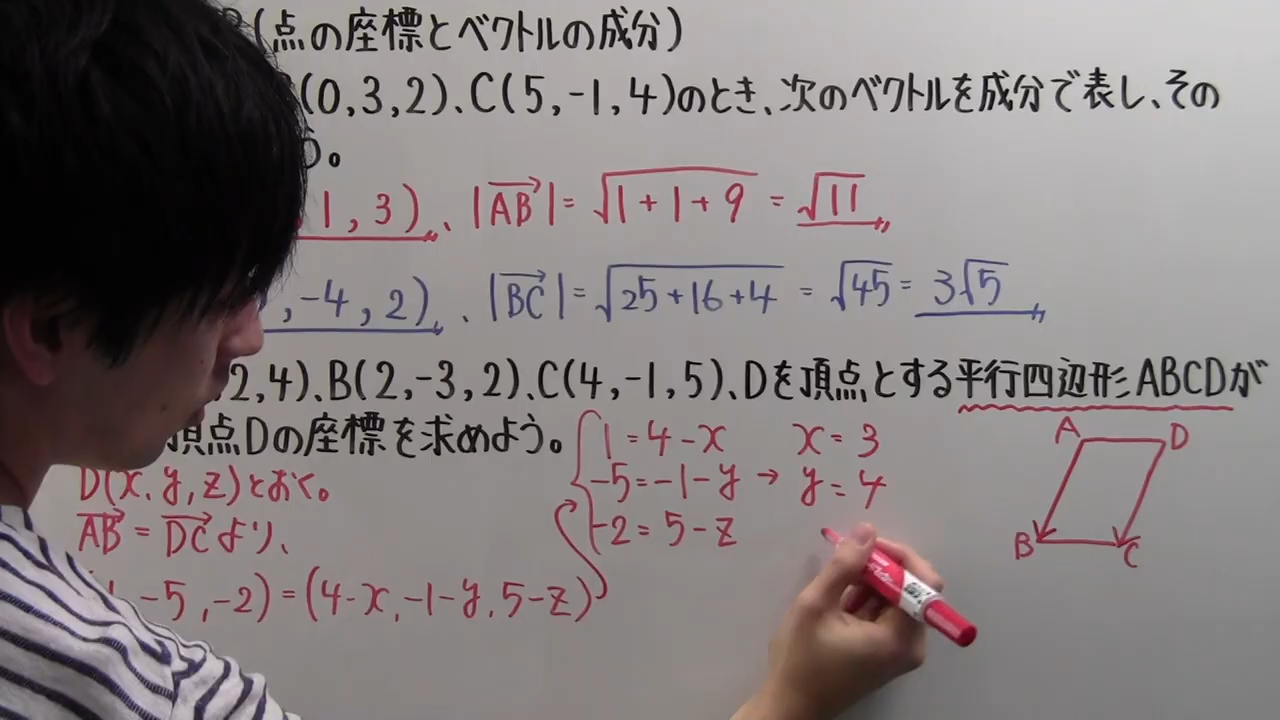 (点の座標とベクトルの成分)
(0,3,2)、C(5,-1,4)のとき、次のベクトルを成分で表し、その
う。
1,3)、|AB|=√1+1+9=√11
,-4,2)、|BC|=√25+16+4=√45=3√5
2,4)、B(2,-3,2)、C(4,-1,5)、Dを頂点とする平行四辺形ABCDが
頂点Dの座標を求めよう。
D(x,y,z)とおく。
AB=DCより、
-5,-2)=(4-x,-1-y,5-z)
1=4-x x=3
-5=-1-y → y=4
-2=5-z
A D
B C